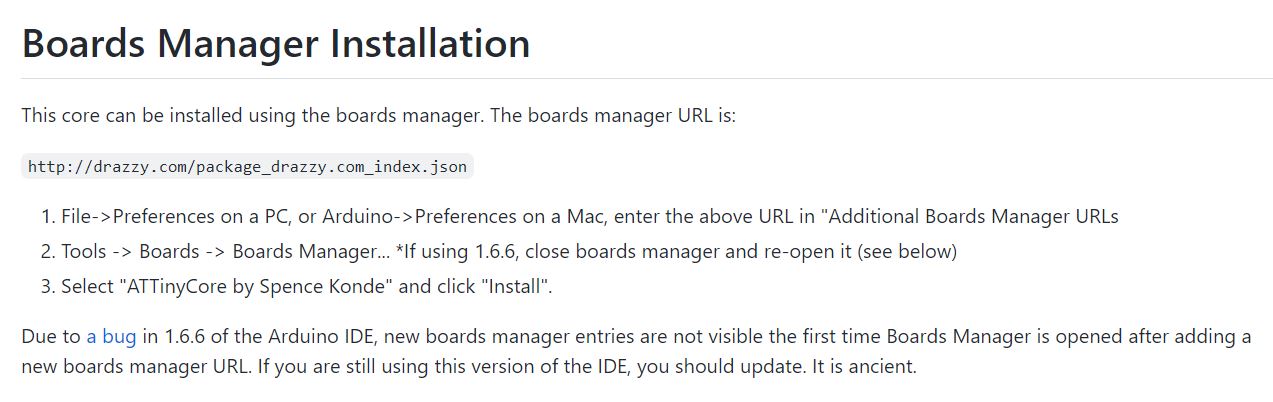 Boards Manager Installation
This core can be installed using the boards manager. The boards manager URL is:
http://drazzy.com/package_drazzy.com_index.json
1. File->Preferences on a PC, or Arduino->Preferences on a Mac, enter the above URL in "Additional Boards Manager URLs
2. Tools -> Boards -> Boards Manager... *If using 1.6.6, close boards manager and re-open it (see below)
3. Select "ATTinyCore by Spence Konde" and click "Install".
Due to a bug in 1.6.6 of the Arduino IDE, new boards manager entries are not visible the first time Boards Manager is opened after adding a
new boards manager URL. If you are still using this version of the IDE, you should update. It is ancient.